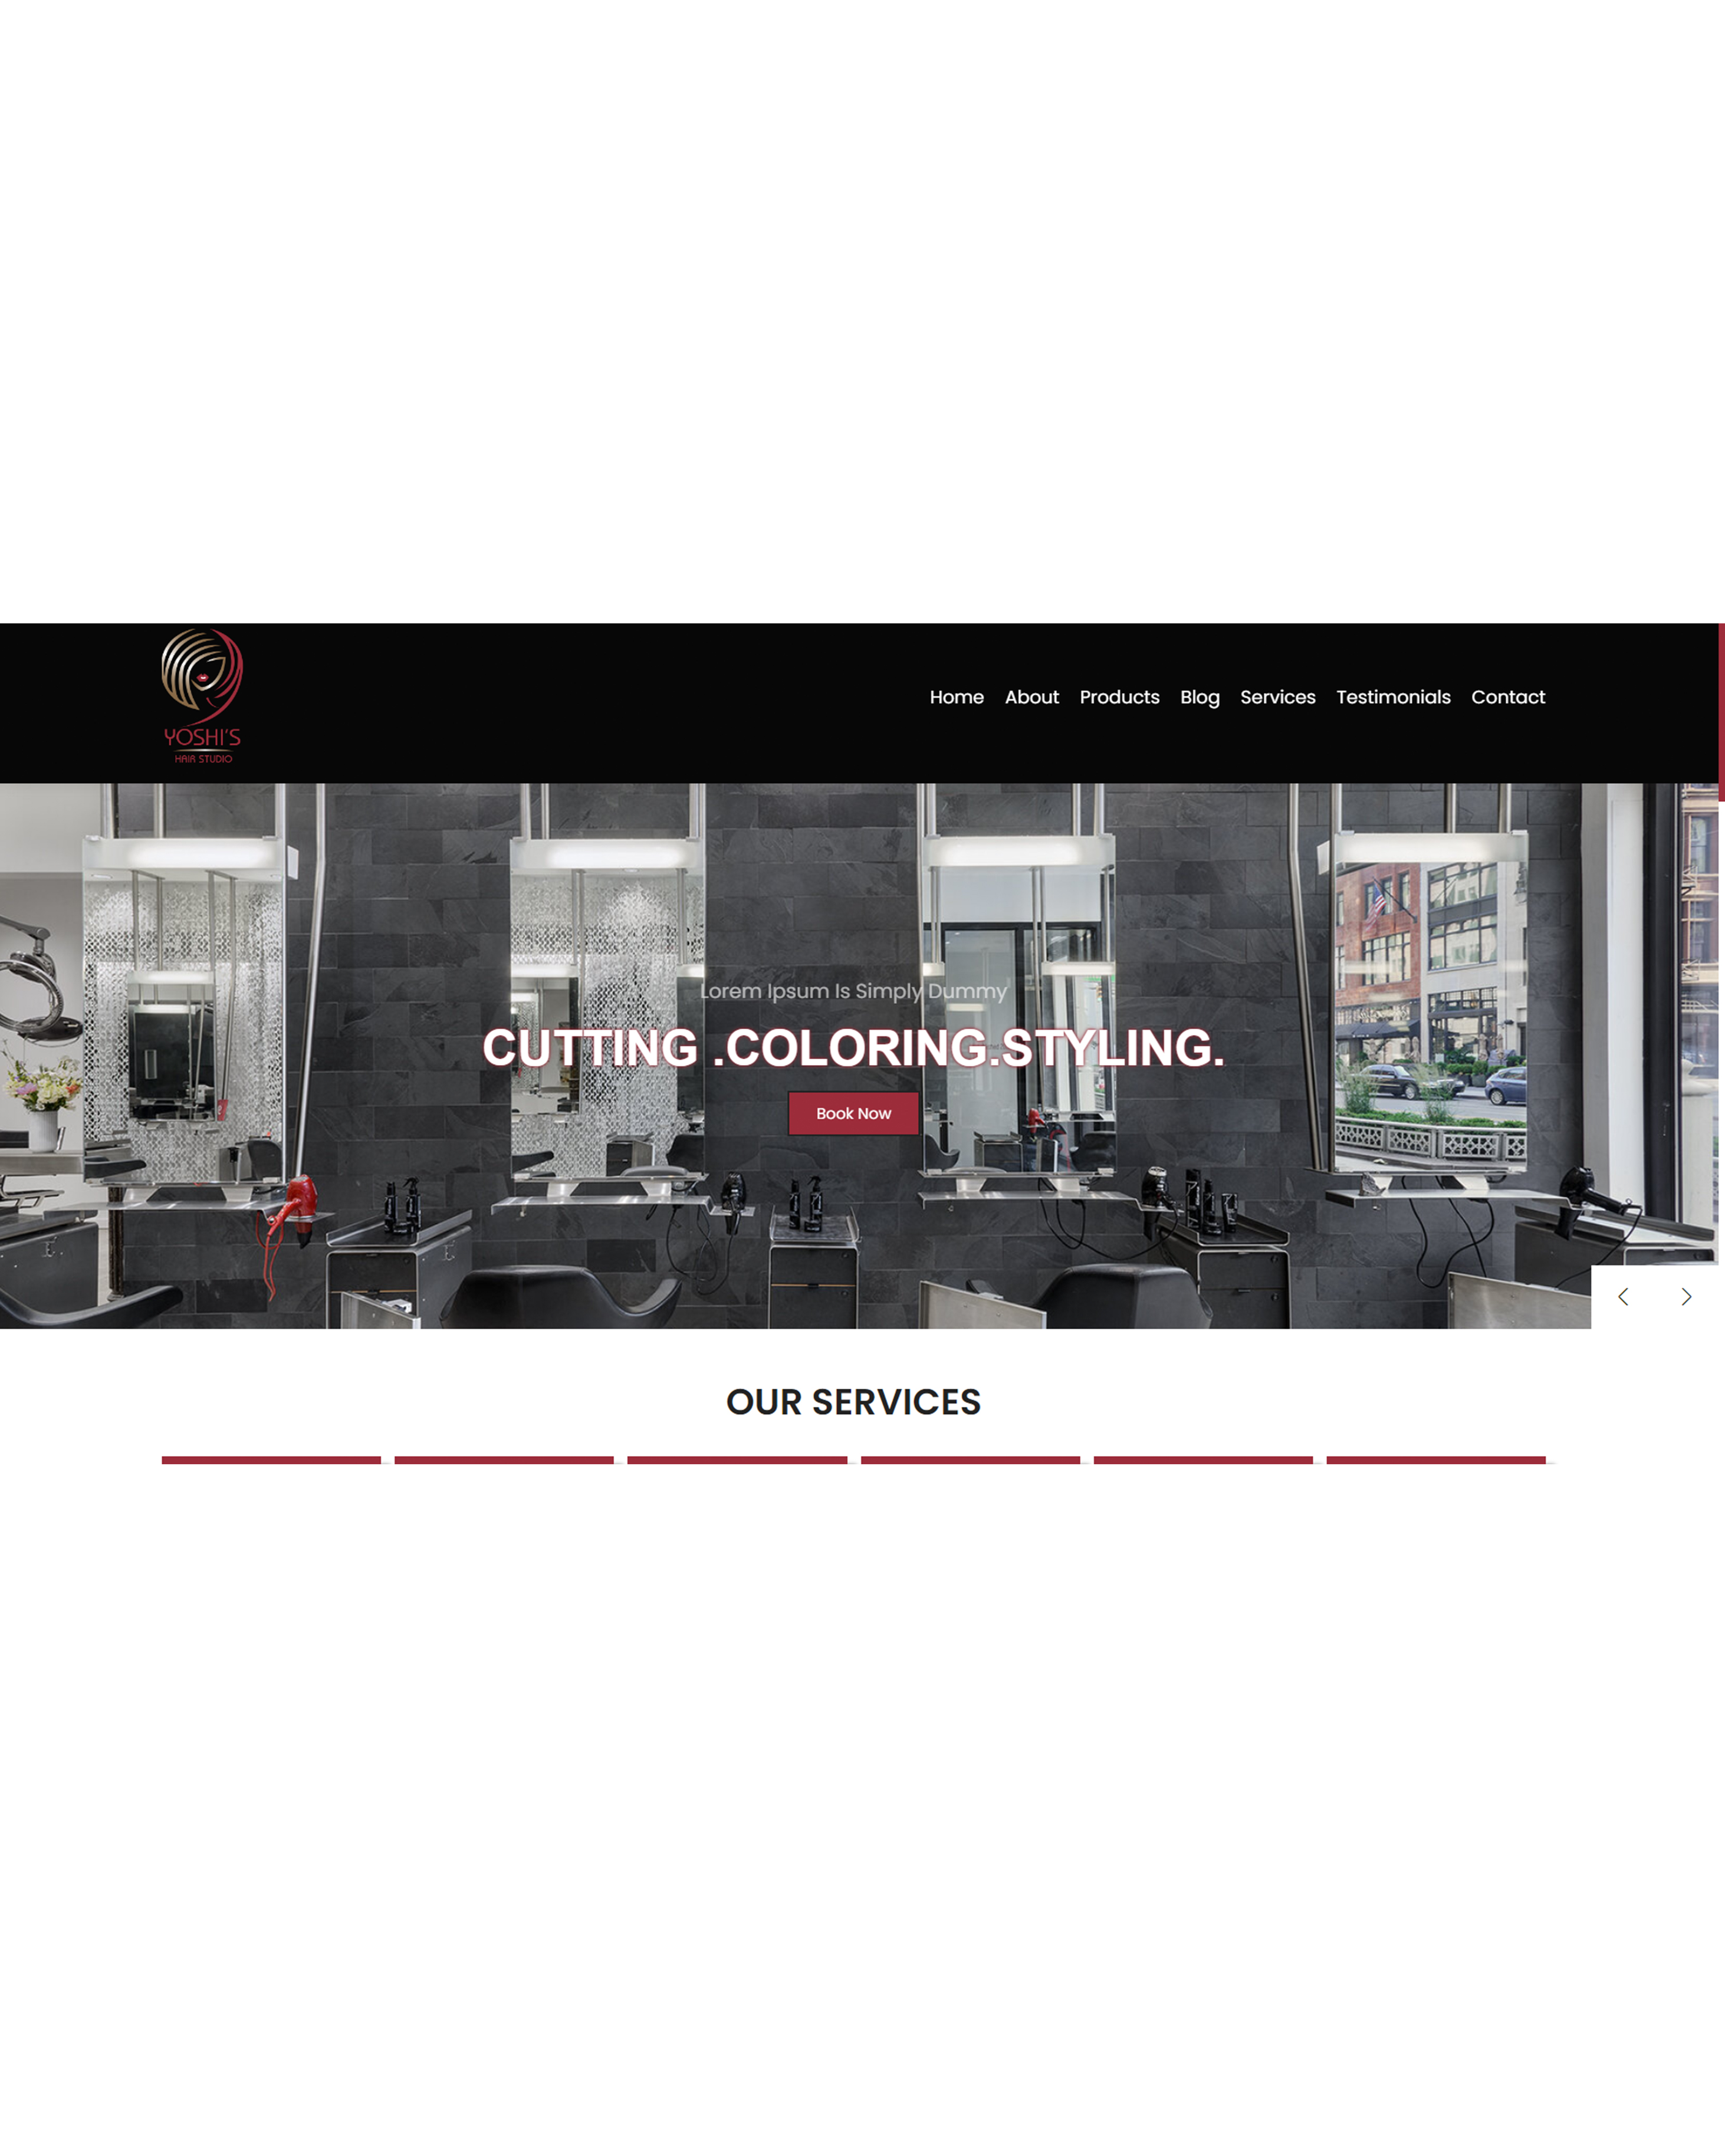 YOSHI'S
HAIR STUDIO
Home About Products Blog Services Testimonials Contact
Lorem Ipsum Is Simply Dummy
CUTTING .COLORING.STYLING.
Book Now
OUR SERVICES